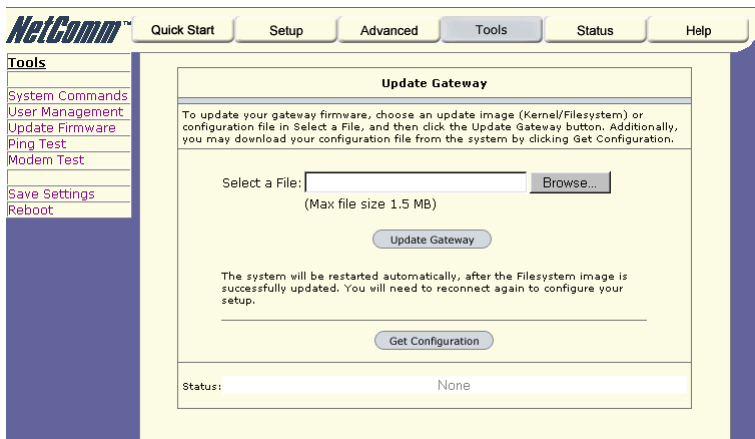 NetComm™
Quick Start
Setup
Advanced
Tools
Status
Help
Tools
System Commands
User Management
Update Firmware
Ping Test
Modem Test
Save Settings
Reboot
Update Gateway
To update your gateway firmware, choose an update image (Kernel/Filesystem) or
configuration file in Select a File, and then click the Update Gateway button. Additionally,
you may download your configuration file from the system by clicking Get Configuration.
Select a File:
Browse...
(Max file size 1.5 MB)
Update Gateway
The system will be restarted automatically, after the Filesystem image is
successfully updated. You will need to reconnect again to configure your
setup.
Get Configuration
Status:
None